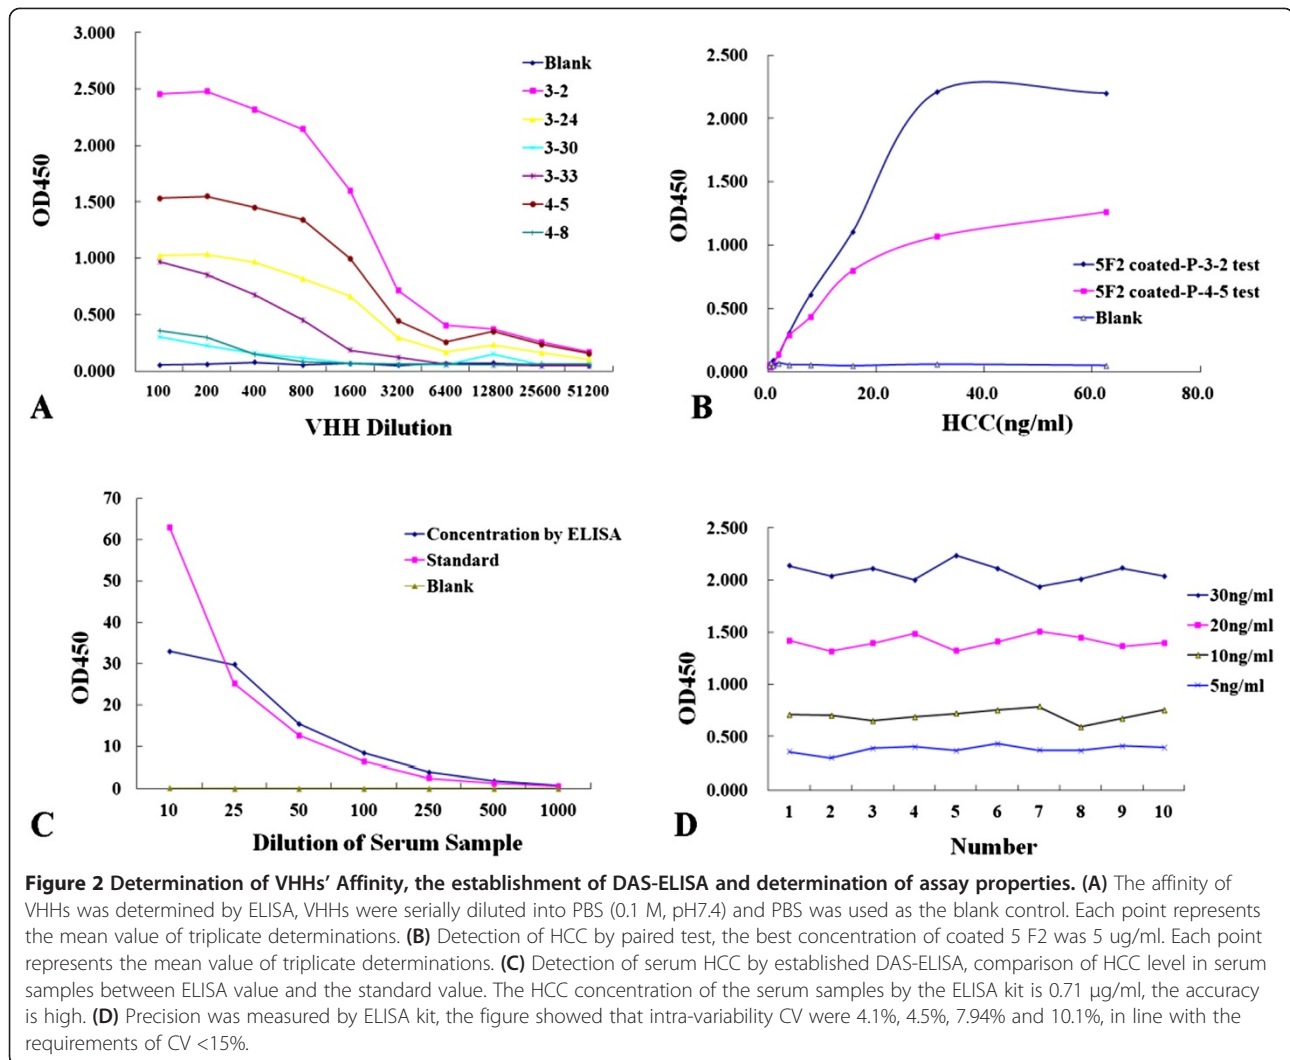 3.000
2.500
2.000
1.500
1.000
0.500
0.000
OD450
100 200 400 800 1600 3200 6400 12800 25600 51200
VHH Dilution
Blank
3-2
3-24
3-30
3-33
4-5
4-8
A
2.500
2.000
1.500
1.000
0.500
0.000
OD450
0.0 20.0 40.0 60.0 80.0
HCC(ng/ml)
5F2 coated-P-3-2 test
5F2 coated-P-4-5 test
Blank
B
70
60
50
40
30
20
10
0
OD450
10 25 50 100 250 500 1000
Dilution of Serum Sample
Concentration by ELISA
Standard
Blank
C
2.500
2.000
1.500
1.000
0.500
0.000
OD450
1 2 3 4 5 6 7 8 9 10
Number
30ng/ml
20ng/ml
10ng/ml
5ng/ml
D
Figure 2 Determination of VHHs' Affinity, the establishment of DAS-ELISA and determination of assay properties. (A) The affinity of
VHHs was determined by ELISA, VHHs were serially diluted into PBS (0.1 M, pH7.4) and PBS was used as the blank control. Each point represents
the mean value of triplicate determinations. (B) Detection of HCC by paired test, the best concentration of coated 5 F2 was 5 ug/ml. Each point
represents the mean value of triplicate determinations. (C) Detection of serum HCC by established DAS-ELISA, comparison of HCC level in serum
samples between ELISA value and the standard value. The HCC concentration of the serum samples by the ELISA kit is 0.71 μg/ml, the accuracy
is high. (D) Precision was measured by ELISA kit, the figure showed that intra-variability CV were 4.1%, 4.5%, 7.94% and 10.1%, in line with the
requirements of CV <15%.